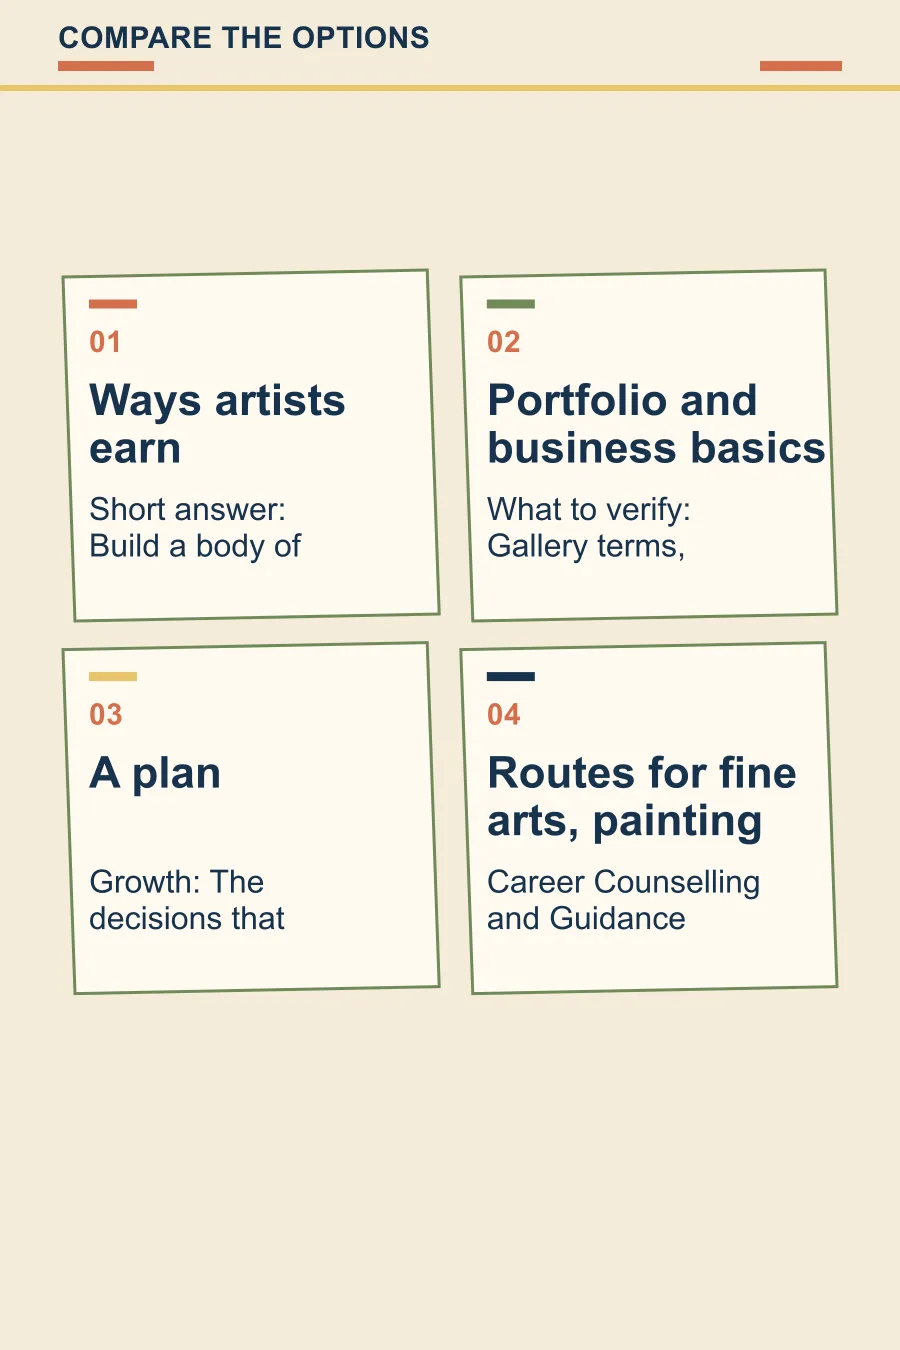 COMPARE THE OPTIONS
01
Ways artists
earn
Short answer:
Build a body of
02
Portfolio and
business basics
What to verify:
Gallery terms,
03
A plan
Growth: The
decisions that
04
Routes for fine
arts, painting
Career Counselling
and Guidance